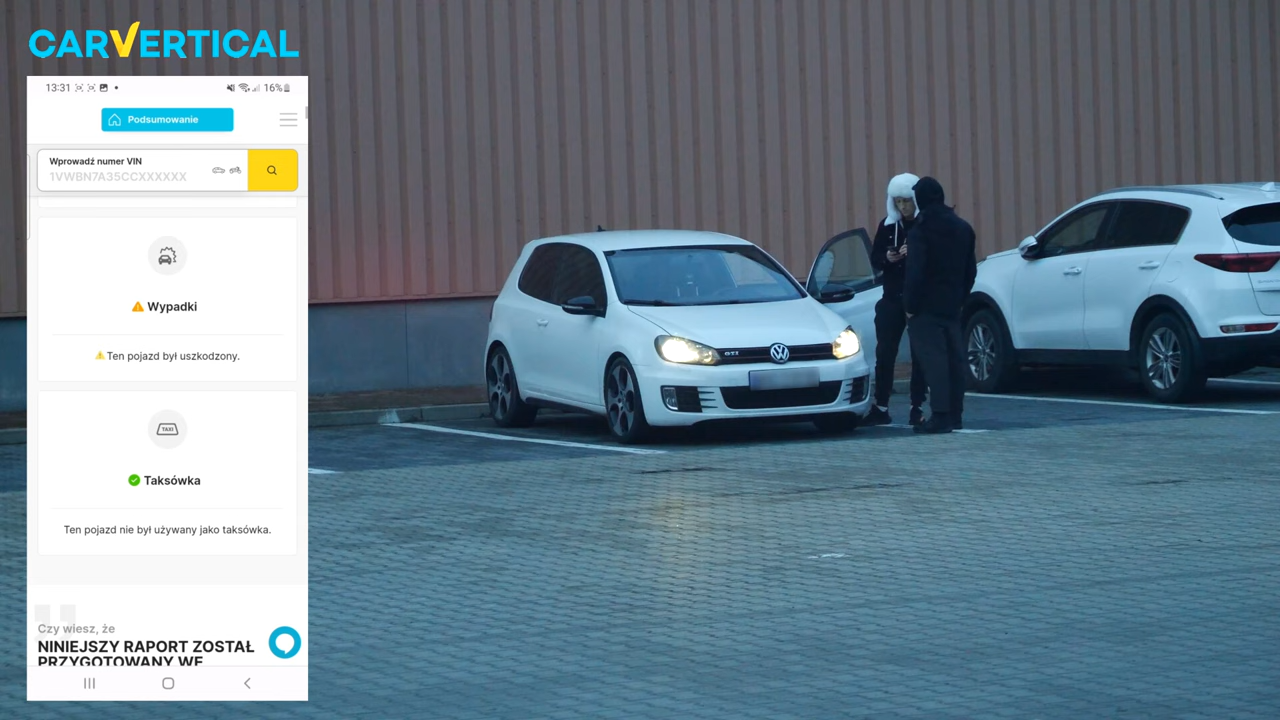 CARVERTICAL
13:31
16%
Podsumowanie
Wprowadź numer VIN
1VWBN7A35CCXXXXXX
Wypadki
Ten pojazd był uszkodzony.
TAXI
Taksówka
Ten pojazd nie był używany jako taksówka.
Czy wiesz, że
NINIEJSZY RAPORT ZOSTAŁ
PRZYGOTOWANY WE
GTI